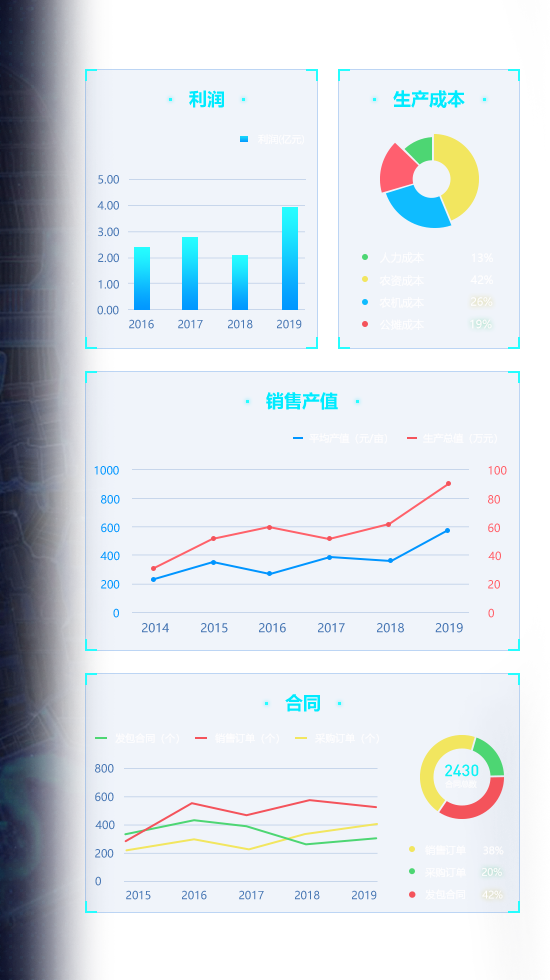 利润
利润(亿元)
5.00
4.00
3.00
2.00
1.00
0.00
2016 2017 2018 2019
生产成本
人力成本 13%
农资成本 42%
农机成本 26%
公摊成本 19%
销售产值
平均产值（元/亩） 生产总值（万元）
1000 100
800 80
600 60
400 40
200 20
0 0
2014 2015 2016 2017 2018 2019
合同
发包合同（个） 销售订单（个） 采购订单（个）
800
600
400
200
0
2015 2016 2017 2018 2019
2430
销售订单 38%
采购订单 20%
发包合同 42%